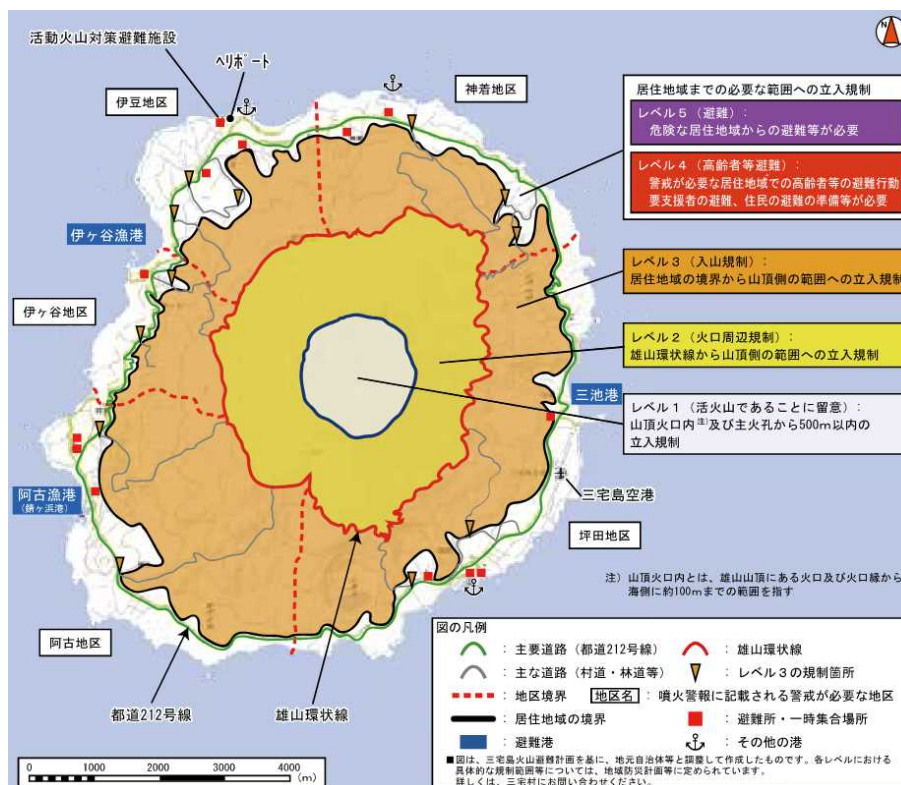 活動火山対策避難施設
ヘリポート
伊豆地区
神着地区
N
居住地域までの必要な範囲への立入規制
レベル5（避難）：
危険な居住地域からの避難等が必要
レベル4（高齢者等避難）：
警戒が必要な居住地域での高齢者等の避難行動
要支援者の避難、住民の避難の準備等が必要
伊ヶ谷漁港
レベル3（入山規制）：
居住地域の境界から山頂側の範囲への立入規制
伊ヶ谷地区
レベル2（火口周辺規制）：
雄山環状線から山頂側の範囲への立入規制
三池港
レベル1（活火山であることに留意）：
山頂火口内注）及び主火孔から500m以内の
立入規制
阿古漁港
（錆ヶ浜港）
三宅島空港
坪田地区
注）山頂火口内とは、雄山山頂にある火口及び火口縁から
海側に約100mまでの範囲を指す
阿古地区
都道212号線
雄山環状線
図の凡例
：主要道路（都道212号線）
：雄山環状線
：主な道路（村道・林道等）
：レベル3の規制箇所
：地区境界
地区名：噴火警報に記載される警戒が必要な地区
：居住地域の境界
：避難所・一時集合場所
：避難港
：その他の港
■図は、三宅島火山避難計画を基に、地元自治体等と調整して作成したものです。各レベルにおける
具体的な規制範囲等については、地域防災計画等に定められています。
詳しくは、三宅村にお問い合わせください。
0 1000 2000 3000 4000 (m)